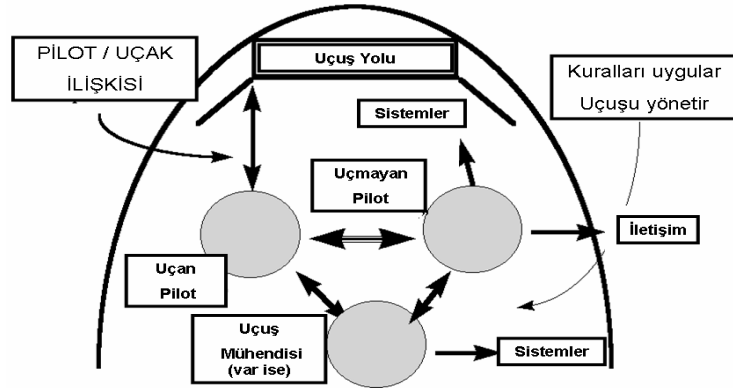 PİLOT / UÇAK
İLİŞKİSİ
Uçuş Yolu
Kuralları uygular
Uçuşu yönetir
Sistemler
Uçmayan
Pilot
İletişim
Uçan
Pilot
Uçuş
Mühendisi
(var ise)
Sistemler